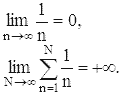 lim_{n→∞} 1/n = 0,
lim_{N→∞} ∑_{n=1}^{N} 1/n = +∞.